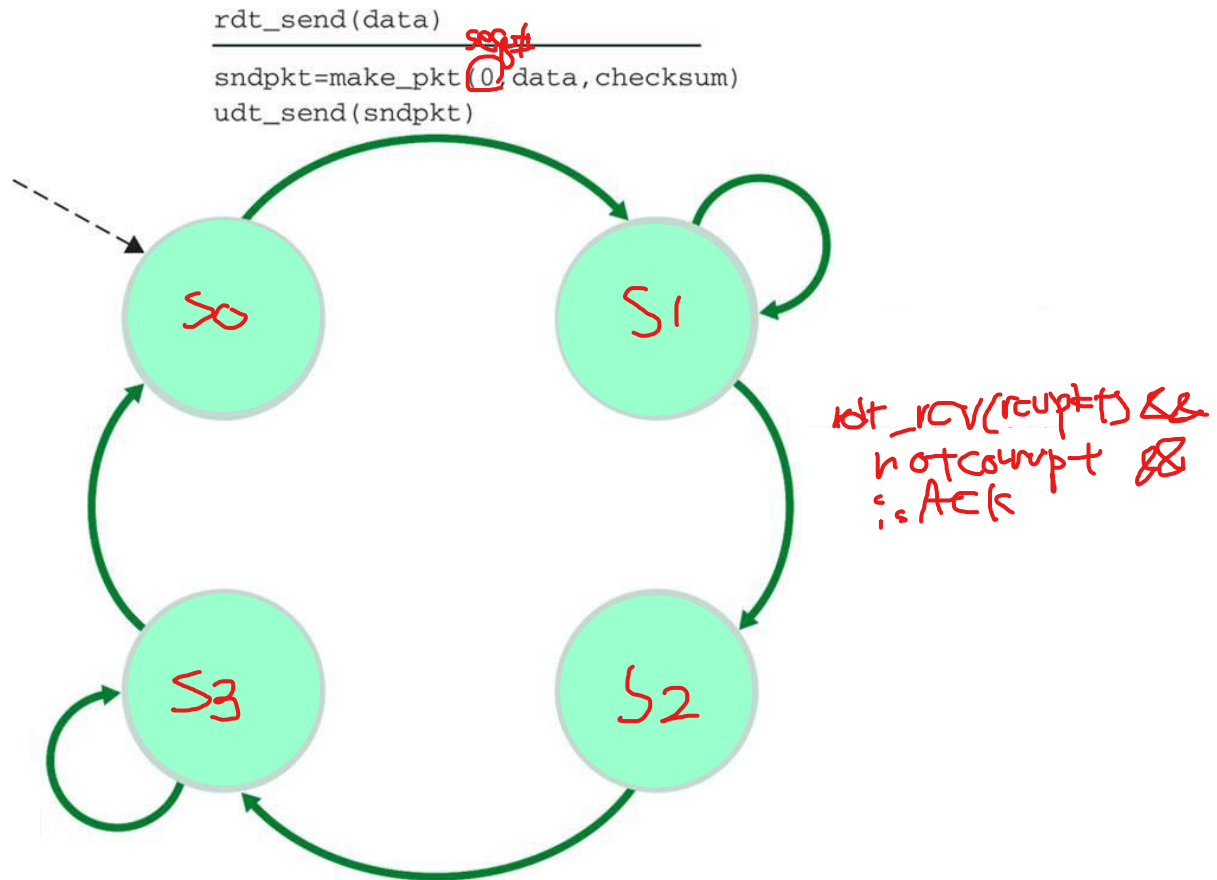 rdt_send(data)
seq#
sndpkt=make_pkt(0,data,checksum)
udt_send(sndpkt)
S0
S1
rdt_rcv(rcvpkt) &&
notcorrupt &&
isAck
S3
S2